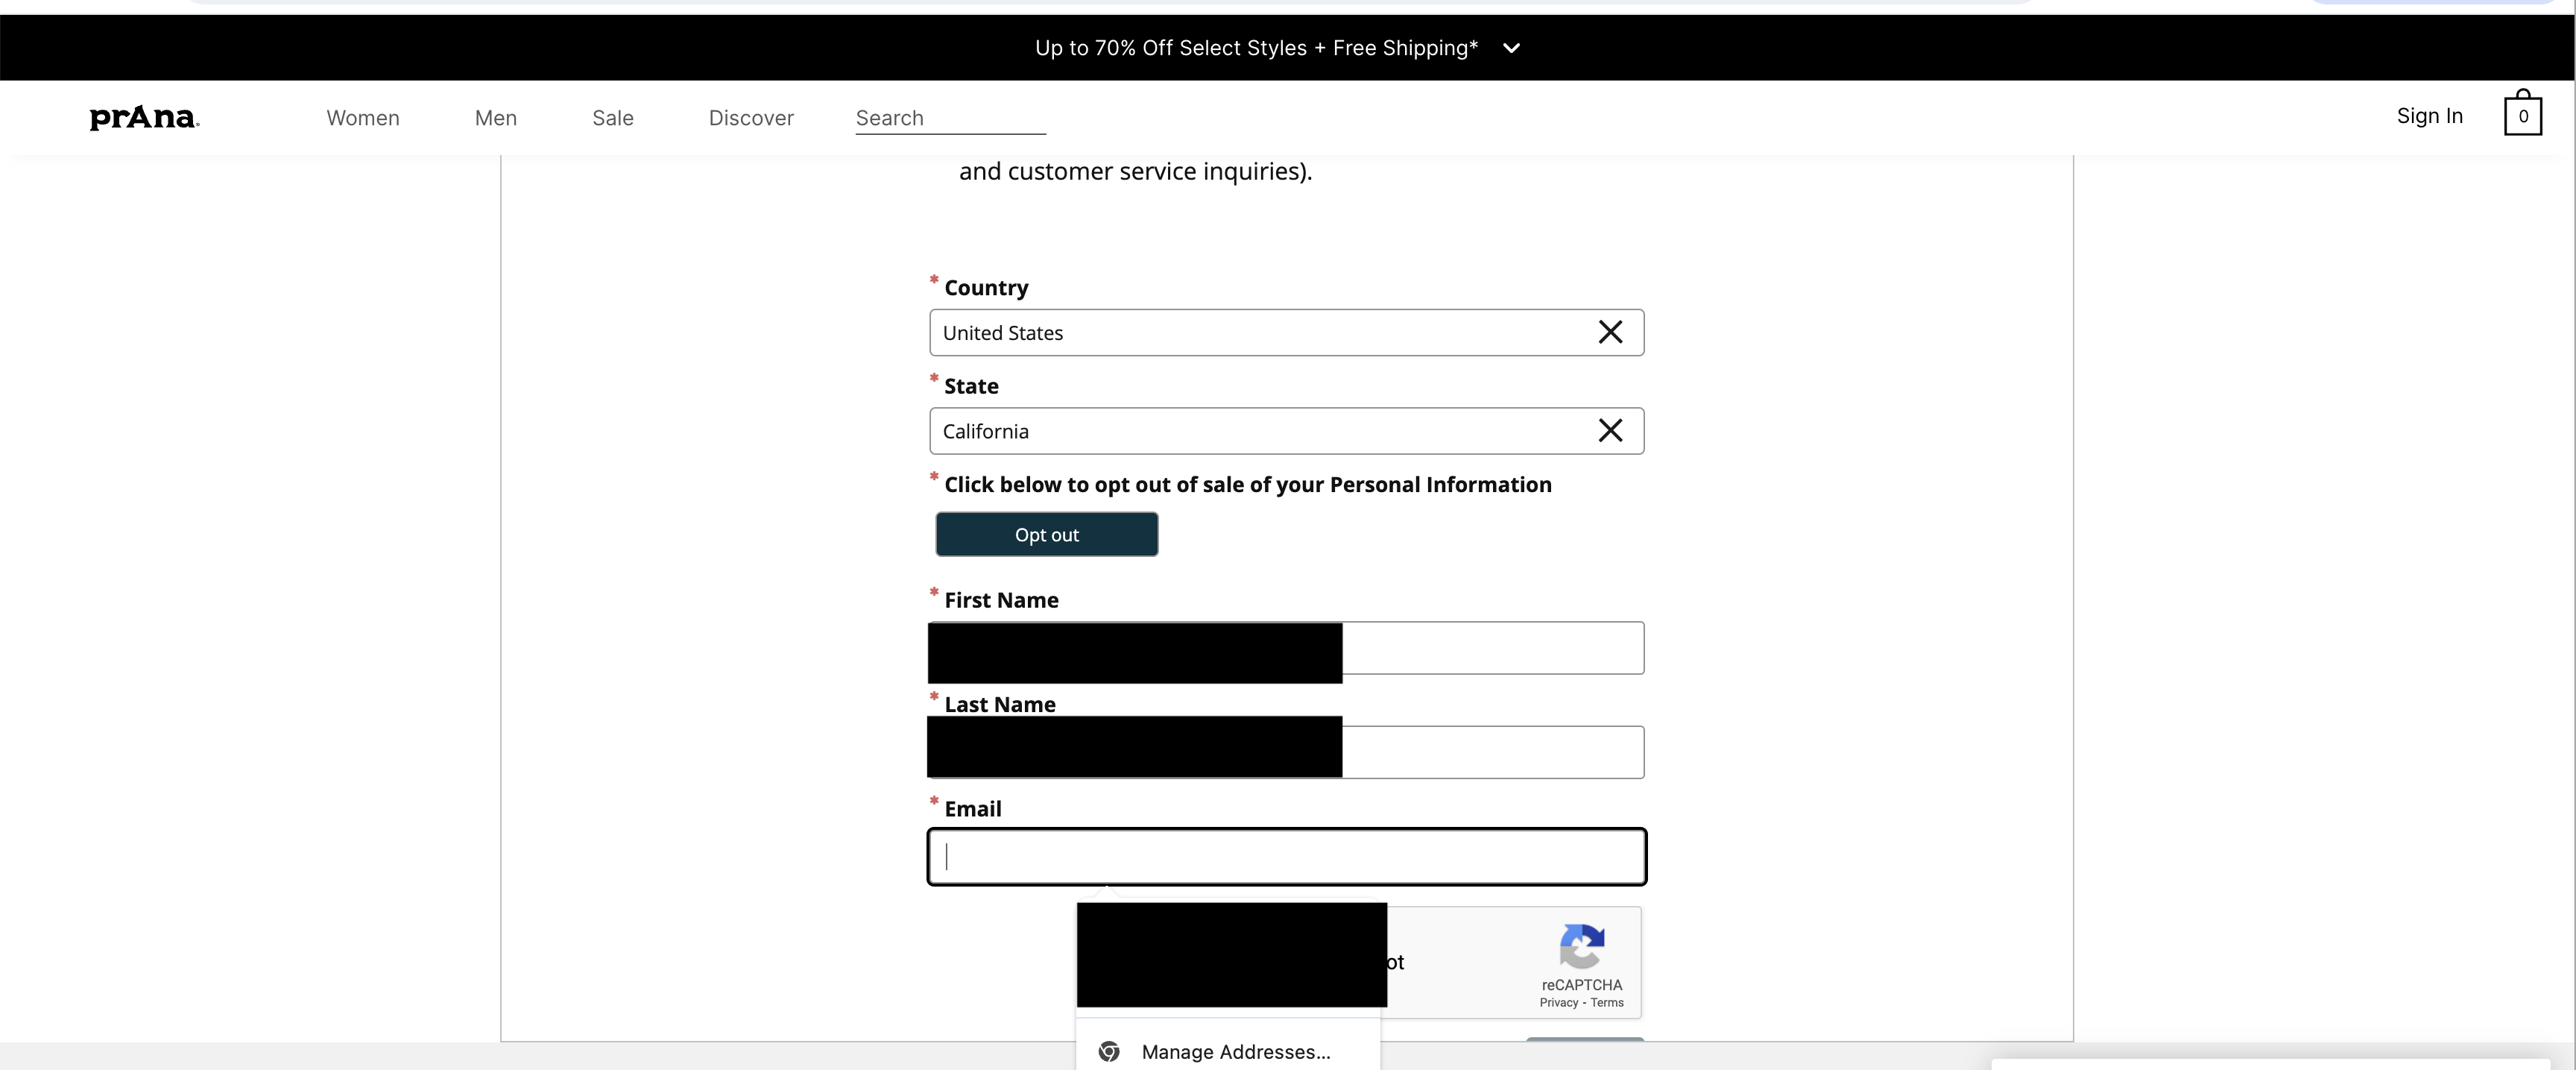 Up to 70% Off Select Styles + Free Shipping*
prAna
Women Men Sale Discover Search Sign In 0
and customer service inquiries).
* Country
United States
* State
California
* Click below to opt out of sale of your Personal Information
Opt out
* First Name
* Last Name
* Email
ot
reCAPTCHA
Privacy - Terms
Manage Addresses...